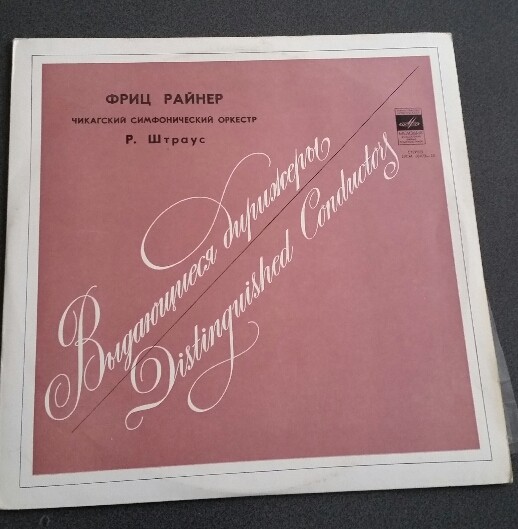 ФРИЦ РАЙНЕР
ЧИКАГСКИЙ СИМФОНИЧЕСКИЙ ОРКЕСТР
Р. Штраус
Выдающиеся дирижеры
Distinguished Conductors